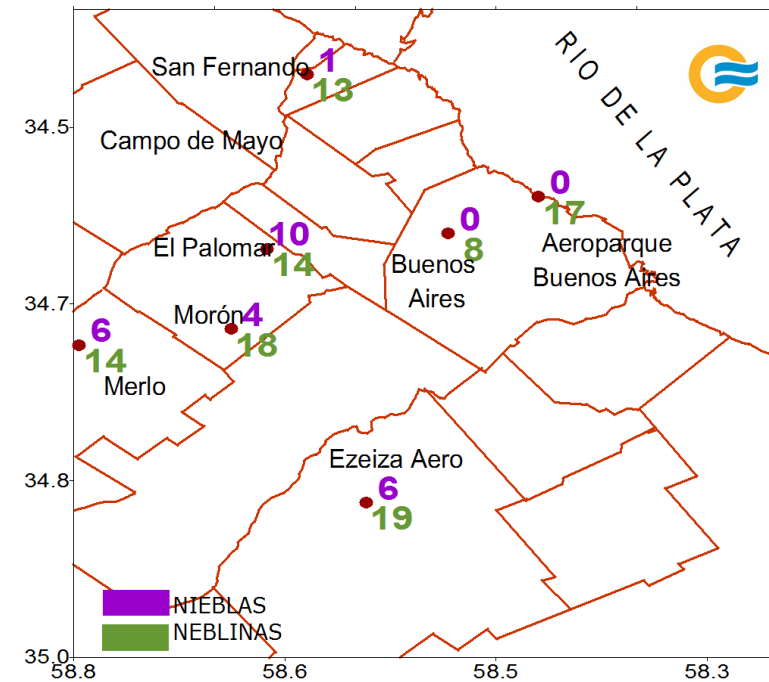 RIO DE LA PLATA
San Fernando
1
13
34.5
Campo de Mayo
0
17
0
8
10
El Palomar
14
Aeroparque
Buenos Aires
Buenos
Aires
34.7
Morón
4
18
6
14
Merlo
Ezeiza Aero
34.8
6
19
NIEBLAS
NEBLINAS
35.0
58.8
58.6
58.5
58.3